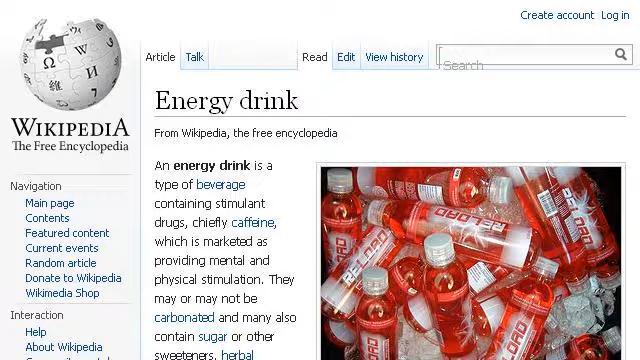 Create account Log in
Article Talk Read Edit View history Search
WIKIPEDIA
The Free Encyclopedia
Energy drink
From Wikipedia, the free encyclopedia
Navigation
Main page
Contents
Featured content
Current events
Random article
Donate to Wikipedia
Wikimedia Shop
Interaction
Help
About Wikipedia
An energy drink is a
type of beverage
containing stimulant
drugs, chiefly caffeine,
which is marketed as
providing mental and
physical stimulation. They
may or may not be
carbonated and many also
contain sugar or other
sweeteners, herbal